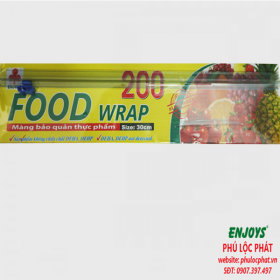 200
FOOD WRAP
Màng bảo quản thực phẩm Size: 30cm
ENJOYS®
PHÚ LỘC PHÁT
website: phulocphat.vn
SĐT: 0907.397.497